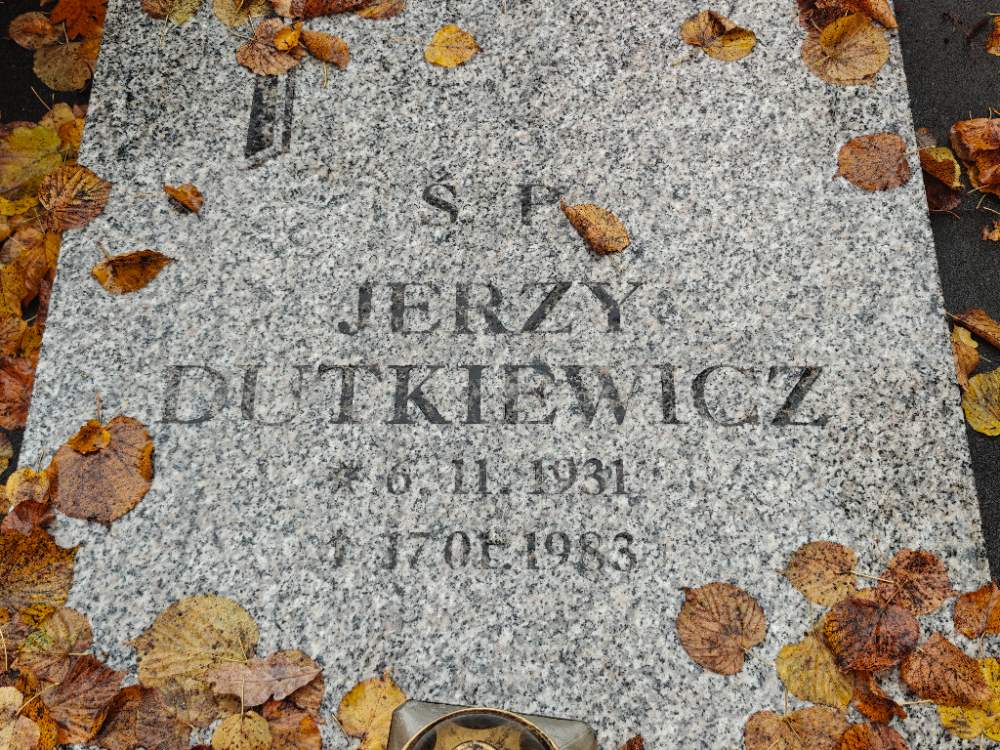 Ś. P.
JERZY
DUTKIEWICZ
* 6. 11. 1931
† 17.01.1983